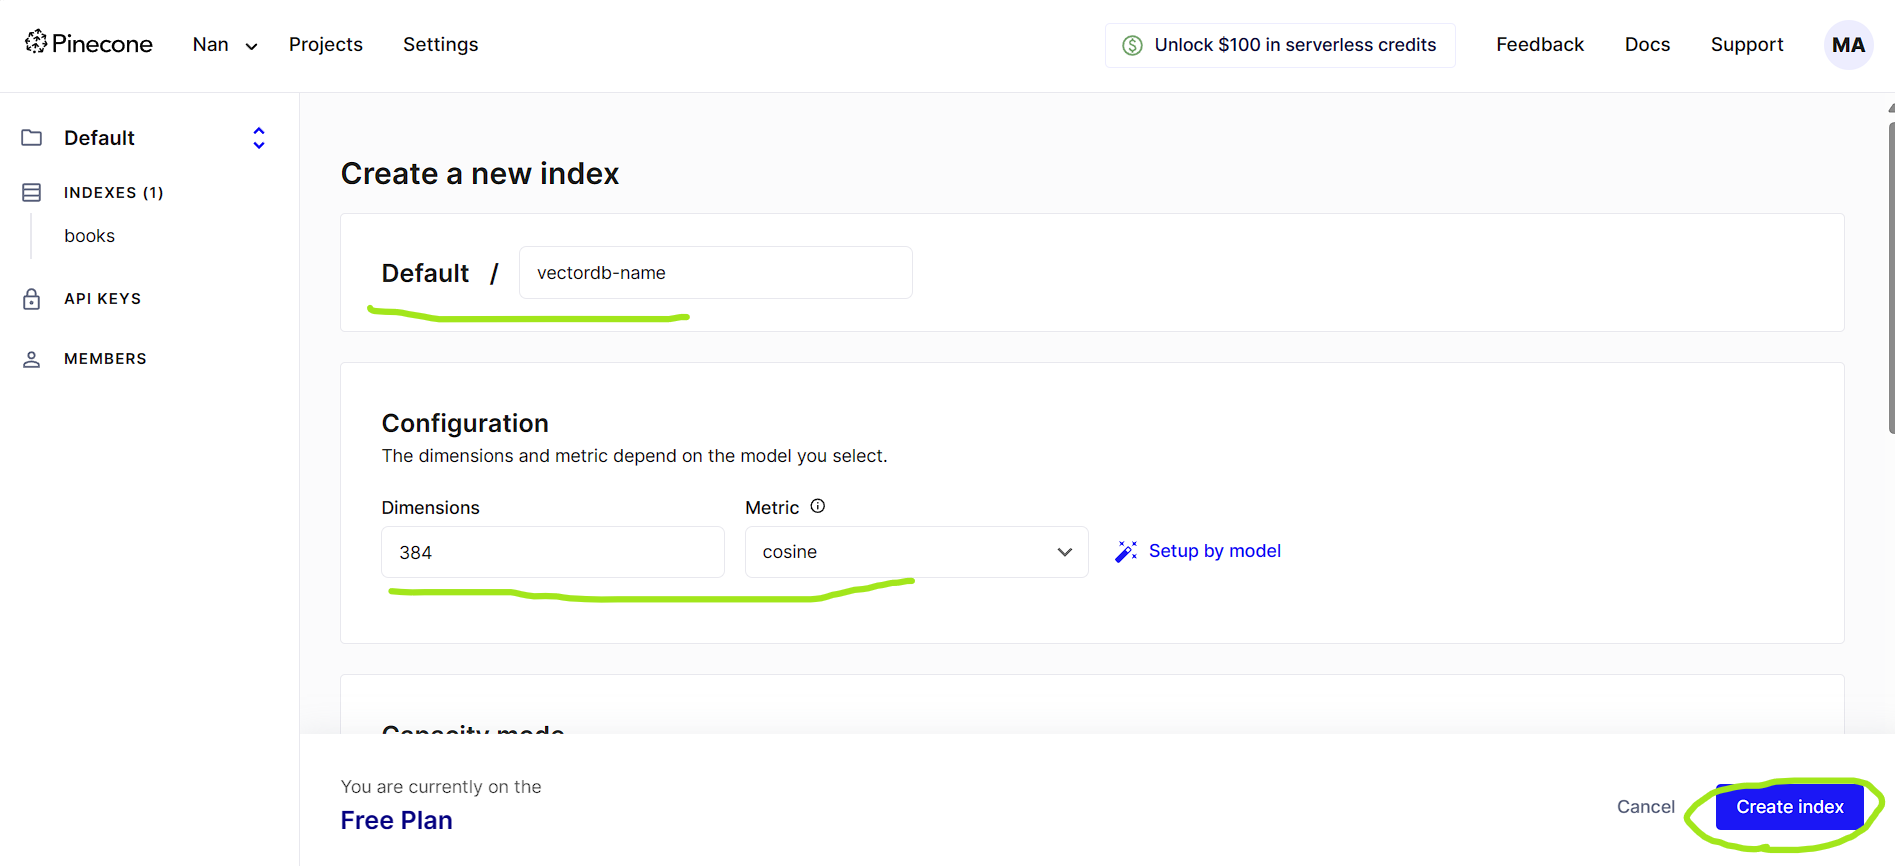 Pinecone Nan Projects Settings Unlock $100 in serverless credits Feedback Docs Support MA
Default
INDEXES (1)
books
API KEYS
MEMBERS
Create a new index
Default / vectordb-name
Configuration
The dimensions and metric depend on the model you select.
Dimensions Metric
384 cosine Setup by model
Capacity mode
You are currently on the
Free Plan
Cancel Create index